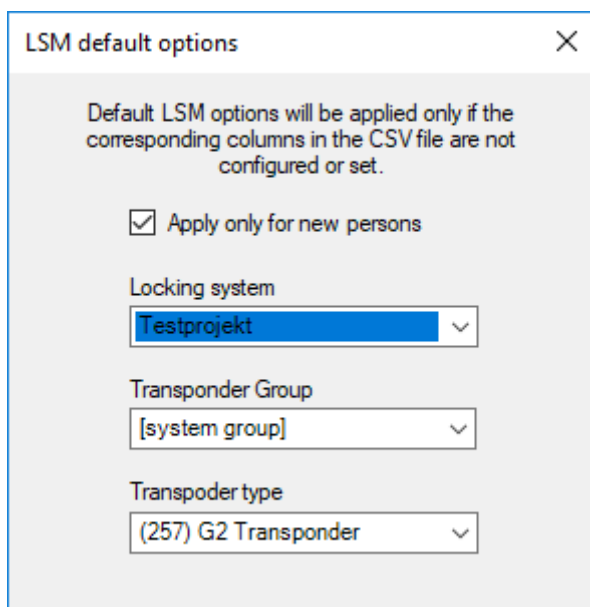 LSM default options
Default LSM options will be applied only if the
corresponding columns in the CSV file are not
configured or set.
Apply only for new persons
Locking system
Testprojekt
Transponder Group
[system group]
Transpoder type
(257) G2 Transponder